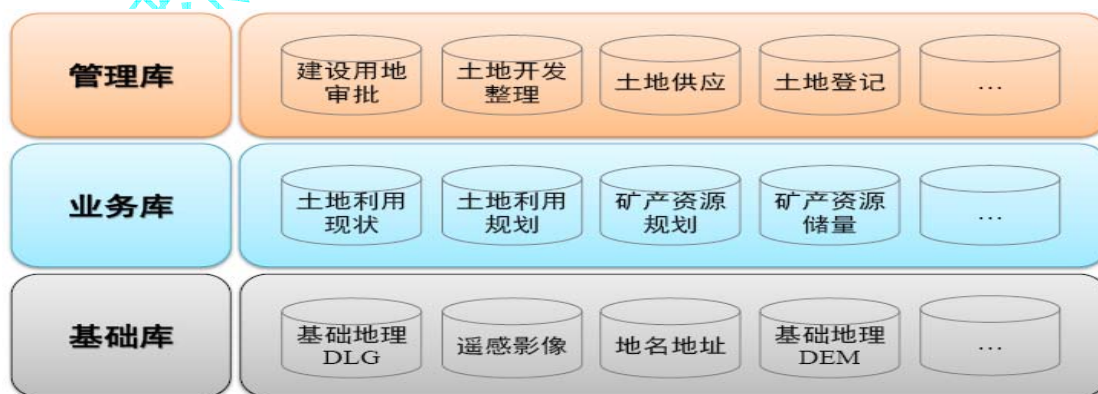 管理库
建设用地
审批
土地开发
整理
土地供应
土地登记
...
业务库
土地利用
现状
土地利用
规划
矿产资源
规划
矿产资源
储量
...
基础库
基础地理
DLG
遥感影像
地名地址
基础地理
DEM
...